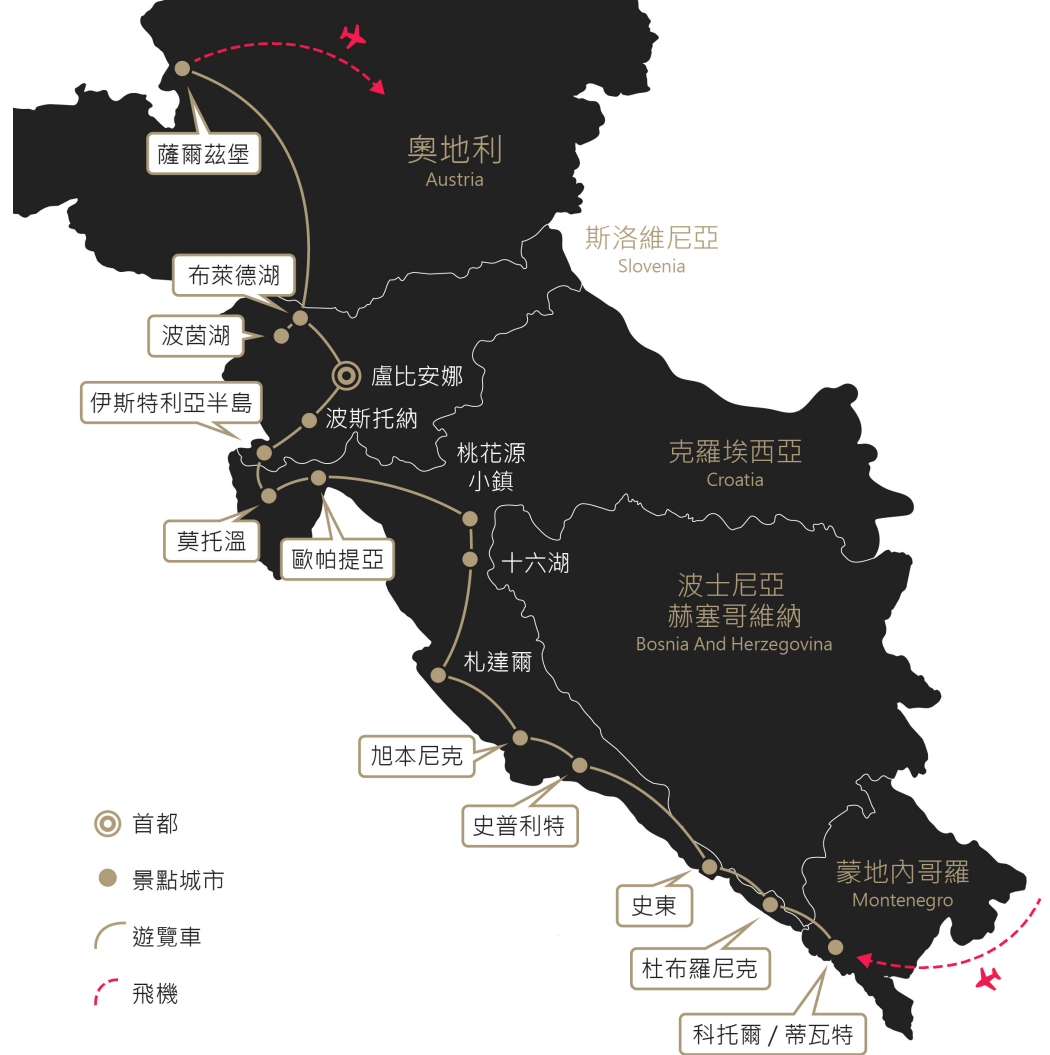 薩爾茲堡
奧地利
Austria
斯洛維尼亞
Slovenia
布萊德湖
波茵湖
盧比安娜
伊斯特利亞半島
波斯托納
桃花源
小鎮
克羅埃西亞
Croatia
莫托溫
歐帕提亞
十六湖
波士尼亞
赫塞哥維納
Bosnia And Herzegovina
札達爾
旭本尼克
史普利特
首都
景點城市
遊覽車
飛機
蒙地內哥羅
Montenegro
史東
杜布羅尼克
科托爾 / 蒂瓦特